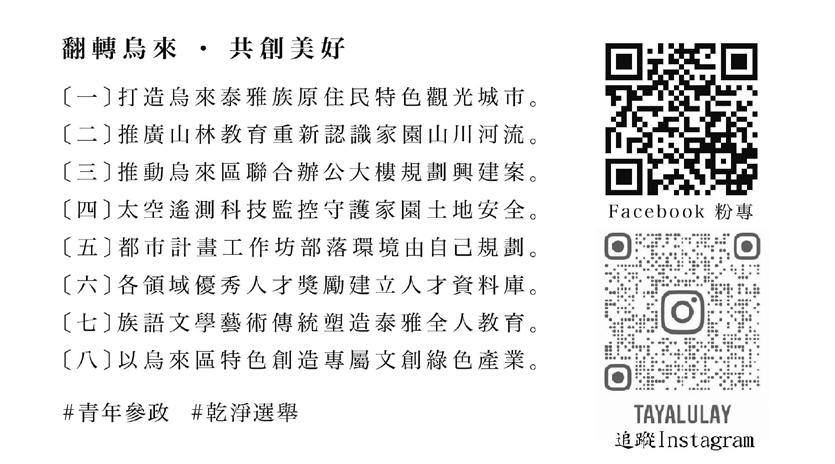 翻轉烏來 · 共創美好
〔一〕打造烏來泰雅族原住民特色觀光城市。
〔二〕推廣山林教育重新認識家園山川河流。
〔三〕推動烏來區聯合辦公大樓規劃興建案。
〔四〕太空遙測科技監控守護家園土地安全。
〔五〕都市計畫工作坊部落環境由自己規劃。
〔六〕各領域優秀人才獎勵建立人才資料庫。
〔七〕族語文學藝術傳統塑造泰雅全人教育。
〔八〕以烏來區特色創造專屬文創綠色產業。
#青年參政 #乾淨選舉
Facebook 粉專
TAYALULAY
追蹤Instagram